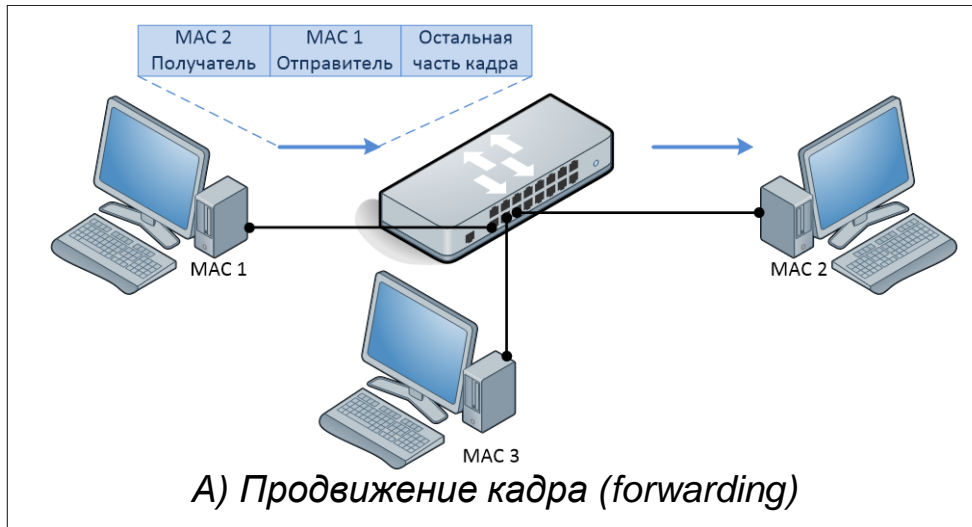 MAC 2
Получатель
MAC 1
Отправитель
Остальная
часть кадра
MAC 1
MAC 2
MAC 3
А) Продвижение кадра (forwarding)